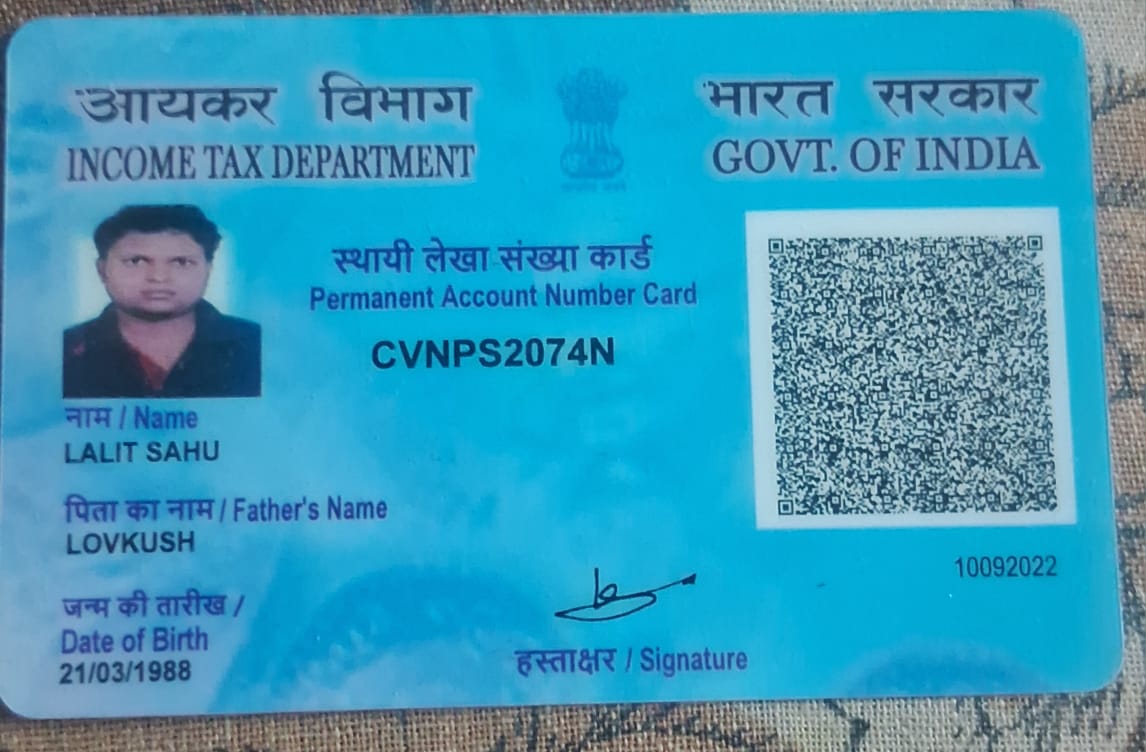 आयकर विभाग
INCOME TAX DEPARTMENT
भारत सरकार
GOVT. OF INDIA
स्थायी लेखा संख्या कार्ड
Permanent Account Number Card
CVNPS2074N
नाम / Name
LALIT SAHU
पिता का नाम / Father's Name
LOVKUSH
जन्म की तारीख /
Date of Birth
21/03/1988
हस्ताक्षर / Signature
10092022